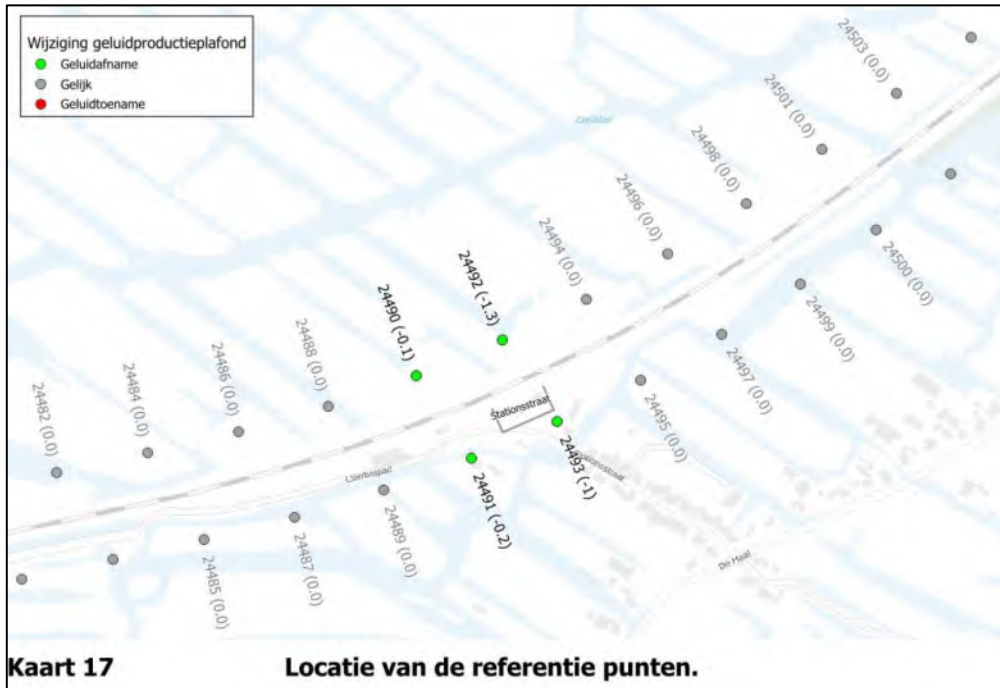 Wijziging geluidproductieplafond
Geluidafname
Gelijk
Geluidtoename
24503 (0.0)
24501 (0.0)
24498 (0.0)
24496 (0.0)
24494 (0.0)
24492 (-1.3)
24490 (-0.1)
24488 (0.0)
24486 (0.0)
24484 (0.0)
24482 (0.0)
24500 (0.0)
24499 (0.0)
24497 (0.0)
24495 (0.0)
Stationsstraat
24493 (-1)
24491 (-0.2)
24489 (0.0)
24487 (0.0)
24485 (0.0)
De Haal
Kaart 17
Locatie van de referentie punten.